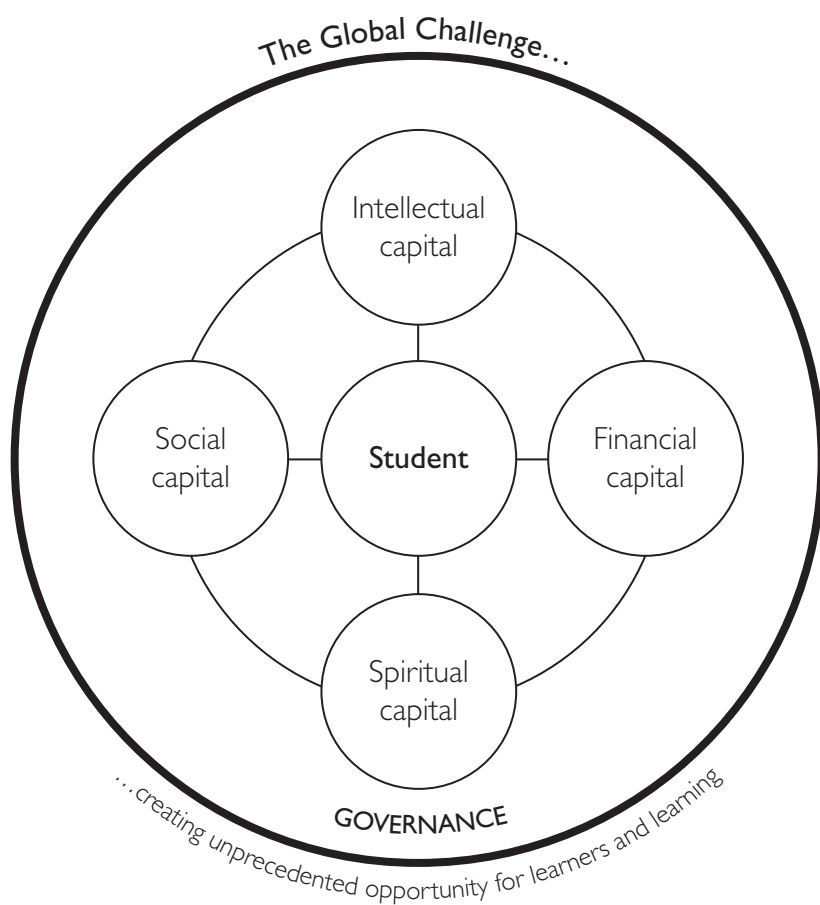 The Global Challenge…
Intellectual
capital
Social
capital
Student
Financial
capital
Spiritual
capital
GOVERNANCE
…creating unprecedented opportunity for learners and learning